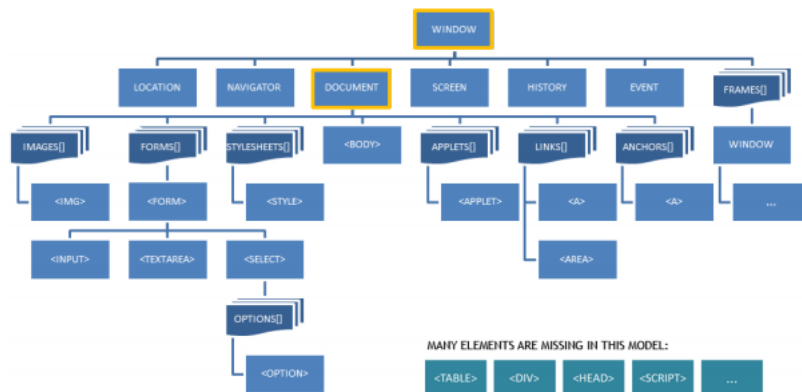 WINDOW
LOCATION
NAVIGATOR
DOCUMENT
SCREEN
HISTORY
EVENT
FRAMES[]
IMAGES[]
FORMS[]
STYLESHEETS[]
<BODY>
APPLETS[]
LINKS[]
ANCHORS[]
WINDOW
<IMG>
<FORM>
<STYLE>
<APPLET>
<A>
<A>
...
<INPUT>
<TEXTAREA>
<SELECT>
<AREA>
OPTIONS[]
<OPTION>
MANY ELEMENTS ARE MISSING IN THIS MODEL:
<TABLE>
<DIV>
<HEAD>
<SCRIPT>
...